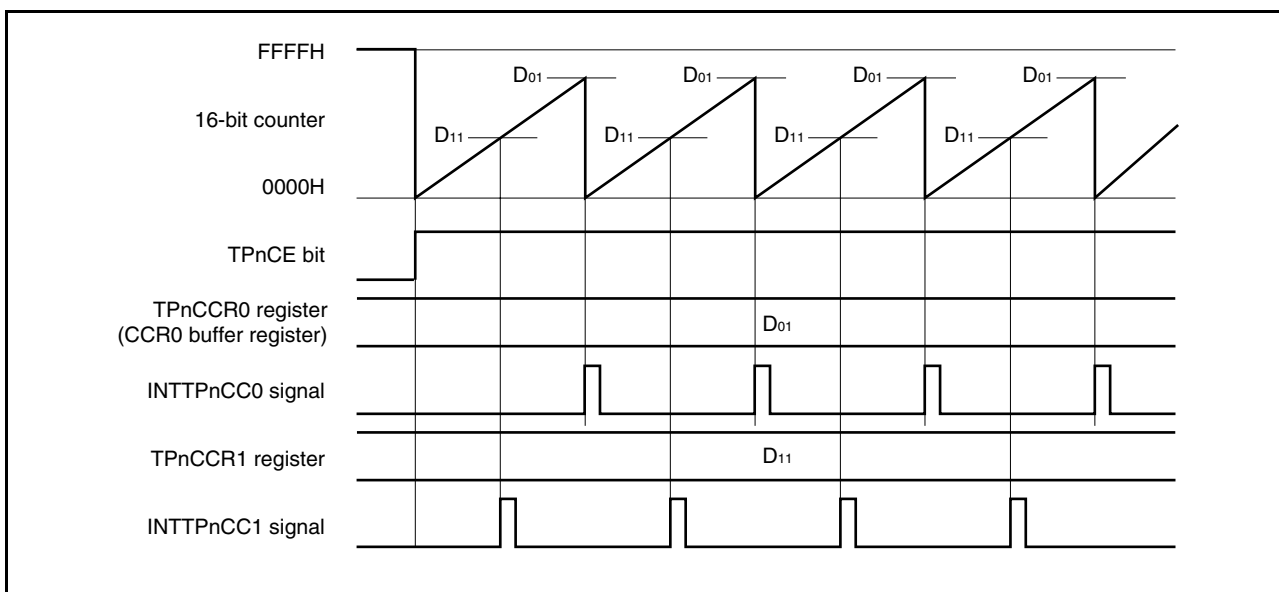 FFFFH
D01 D01 D01 D01
16-bit counter
D11 D11 D11 D11
0000H
TPnCE bit
TPnCCR0 register
(CCR0 buffer register)
D01
INTTPnCC0 signal
TPnCCR1 register
D11
INTTPnCC1 signal